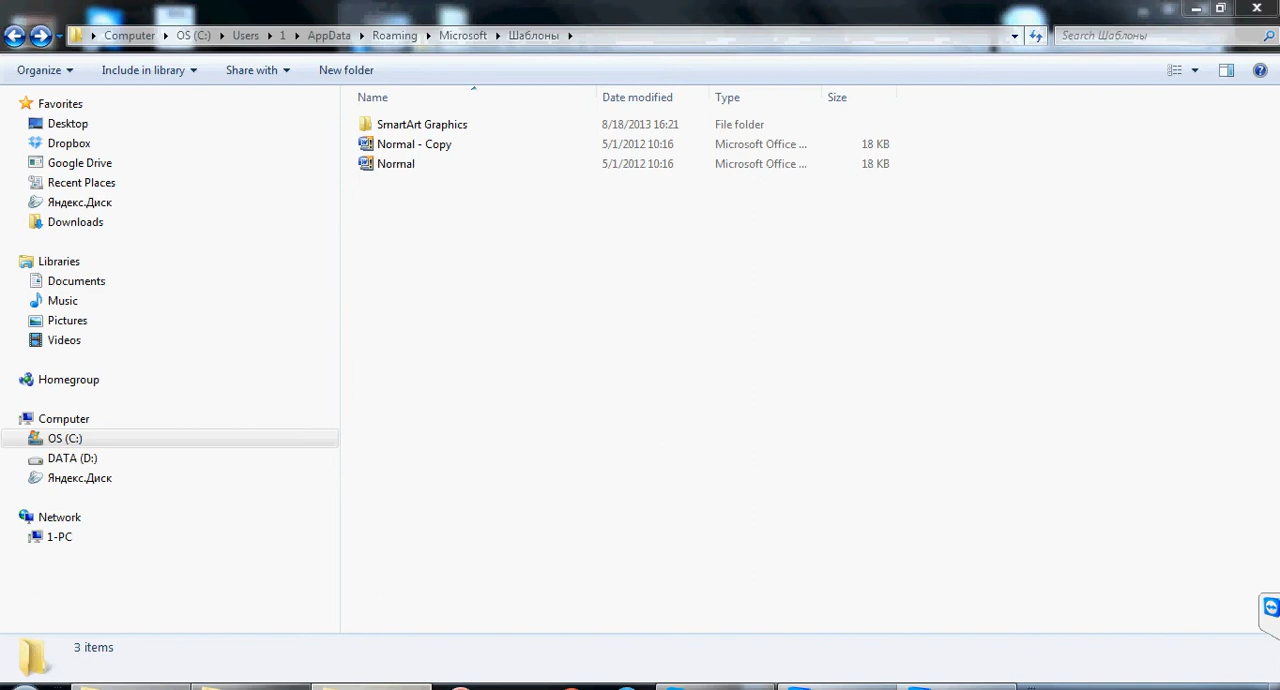 Computer OS (C:) Users 1 AppData Roaming Microsoft Шаблоны Search Шаблоны
Organize Include in library Share with New folder
Favorites
Desktop
Dropbox
Google Drive
Recent Places
Яндекс.Диск
Downloads
Libraries
Documents
Music
Pictures
Videos
Homegroup
Computer
OS (C:)
DATA (D:)
Яндекс.Диск
Network
1-PC
Name Date modified Type Size
SmartArt Graphics 8/18/2013 16:21 File folder
Normal - Copy 5/1/2012 10:16 Microsoft Office ... 18 KB
Normal 5/1/2012 10:16 Microsoft Office ... 18 KB
3 items